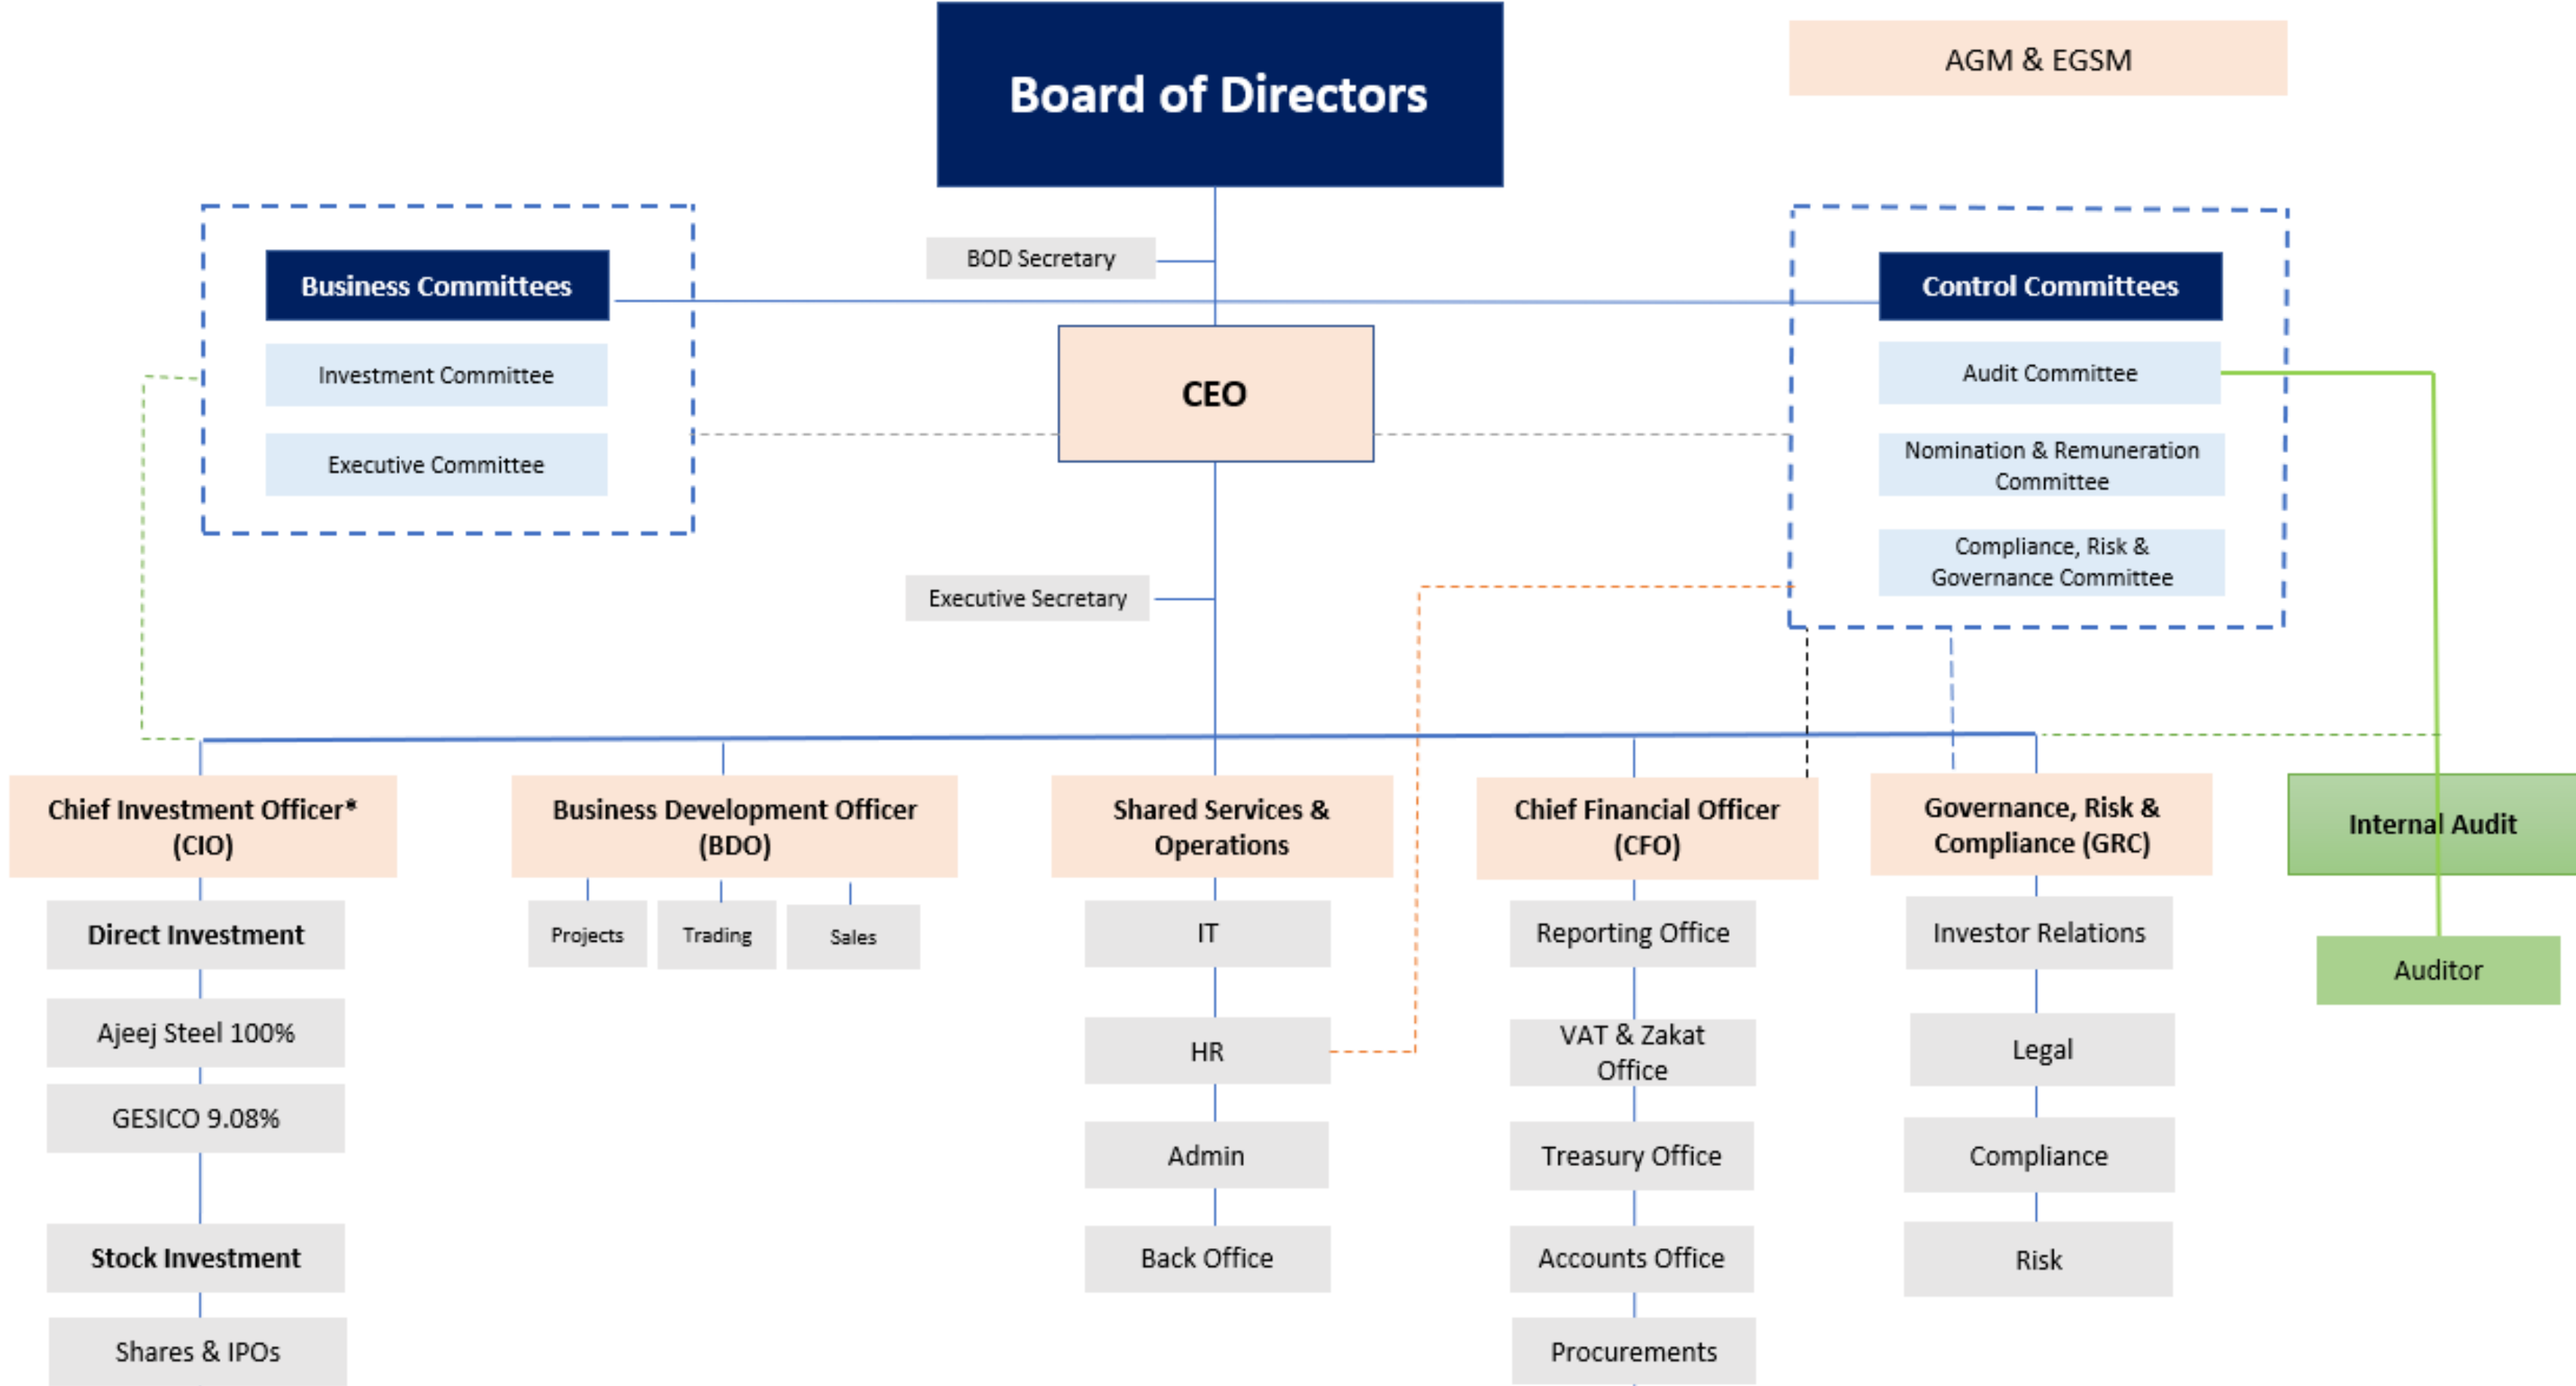 Board of Directors
AGM & EGSM
BOD Secretary
Business Committees
Investment Committee
Executive Committee
Control Committees
Audit Committee
Nomination & Remuneration
Committee
Compliance, Risk &
Governance Committee
CEO
Executive Secretary
Chief Investment Officer*
(CIO)
Direct Investment
Ajeej Steel 100%
GESICO 9.08%
Stock Investment
Shares & IPOs
Business Development Officer
(BDO)
Projects
Trading
Sales
Shared Services &
Operations
IT
HR
Admin
Back Office
Chief Financial Officer
(CFO)
Reporting Office
VAT & Zakat
Office
Treasury Office
Accounts Office
Procurements
Governance, Risk &
Compliance (GRC)
Investor Relations
Legal
Compliance
Risk
Internal Audit
Auditor